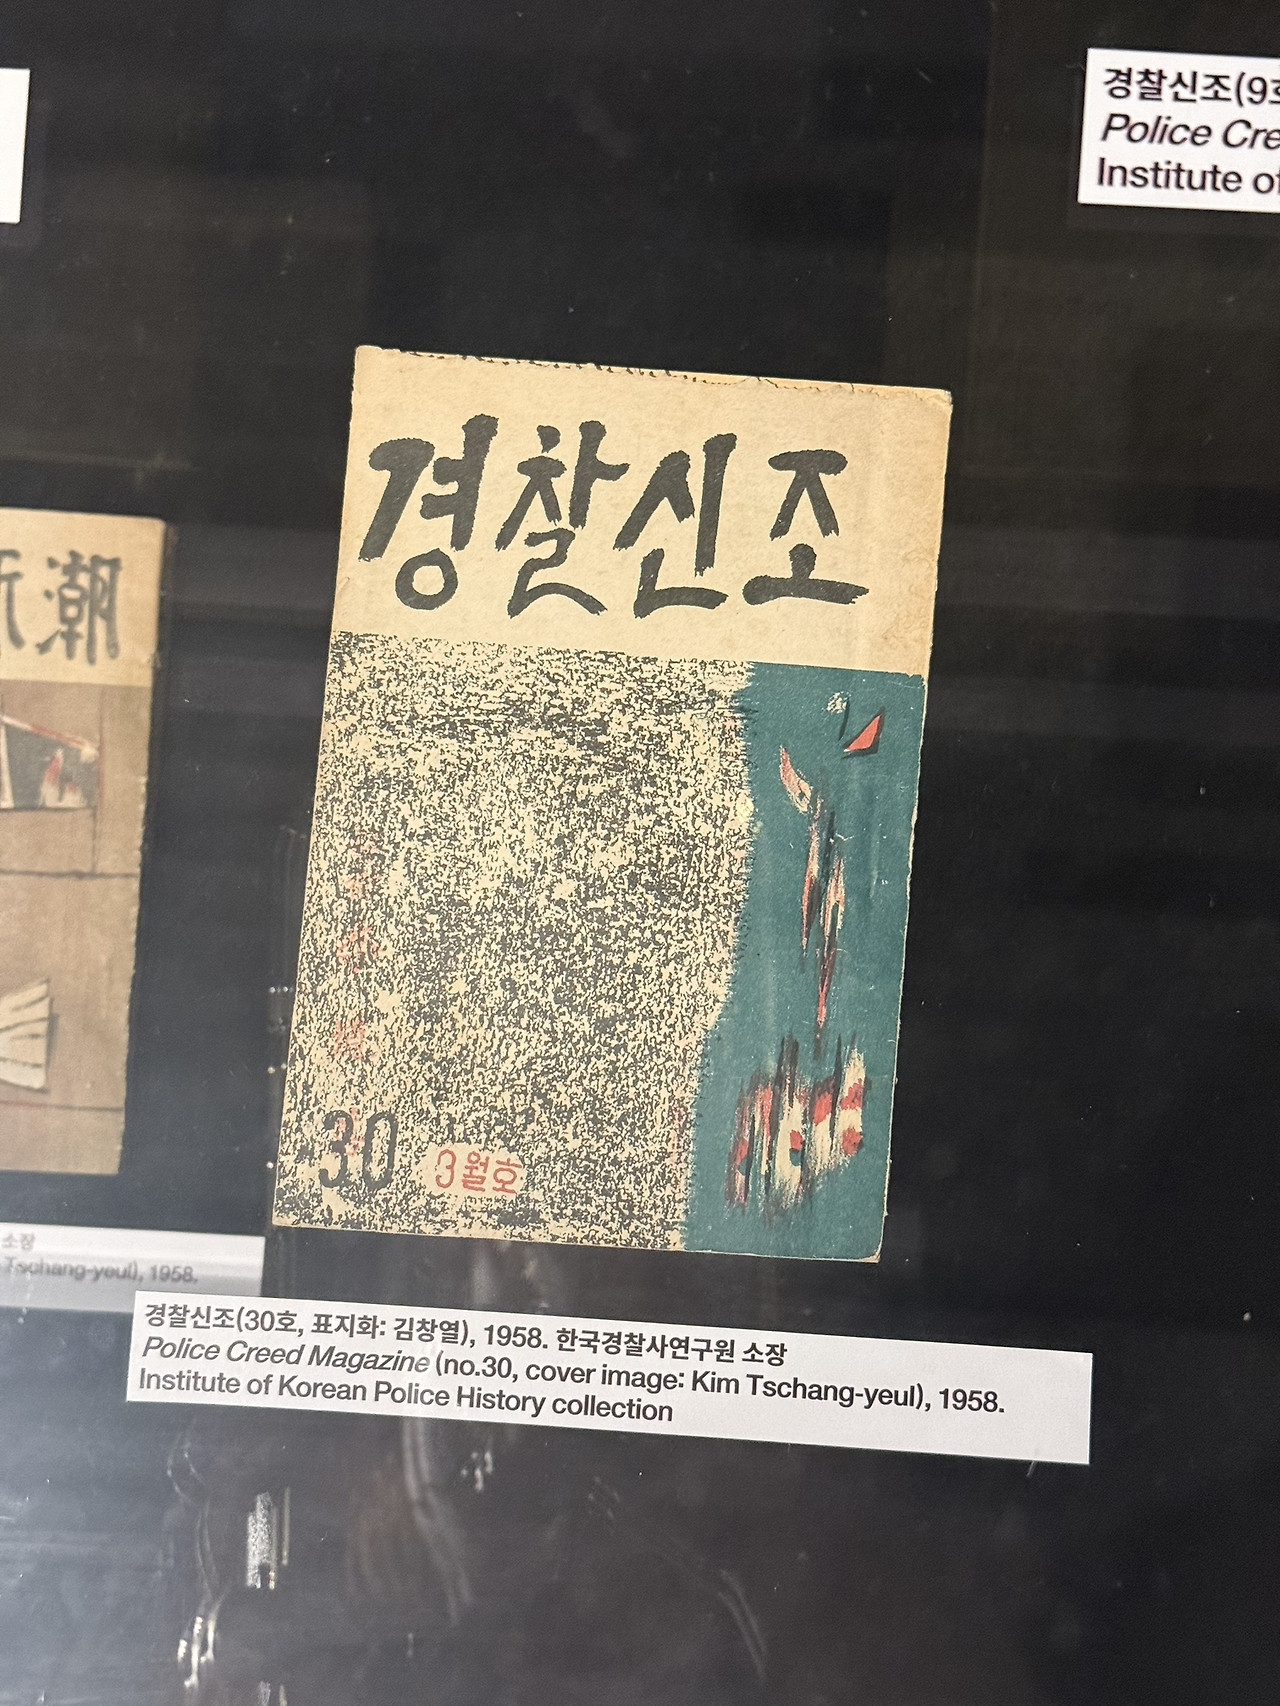 경찰신조(9
Police Cre
Institute of
潮
경찰신조
30
3월호
소장
Tschang-yeul), 1958.
경찰신조(30호, 표지화: 김창열), 1958. 한국경찰사연구원 소장
Police Creed Magazine (no.30, cover image: Kim Tschang-yeul), 1958.
Institute of Korean Police History collection